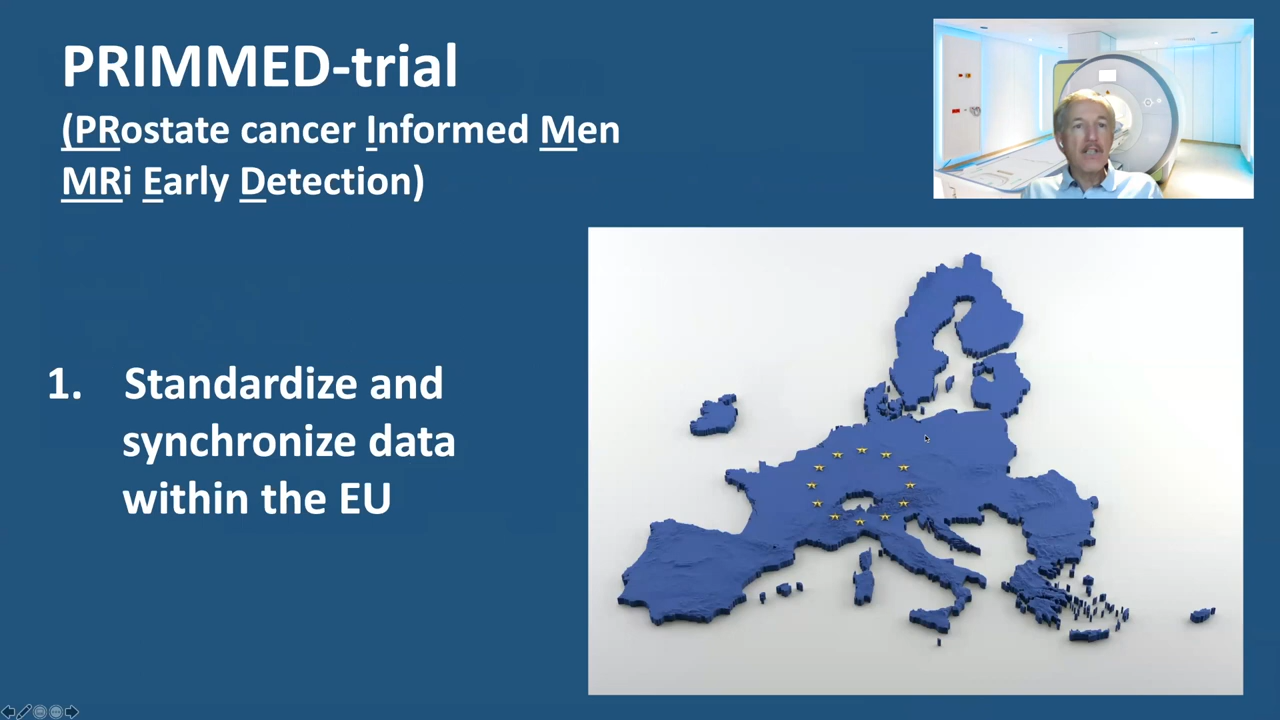 PRIMMED-trial
(PRostate cancer Informed Men
MRi Early Detection)
1. Standardize and
synchronize data
within the EU